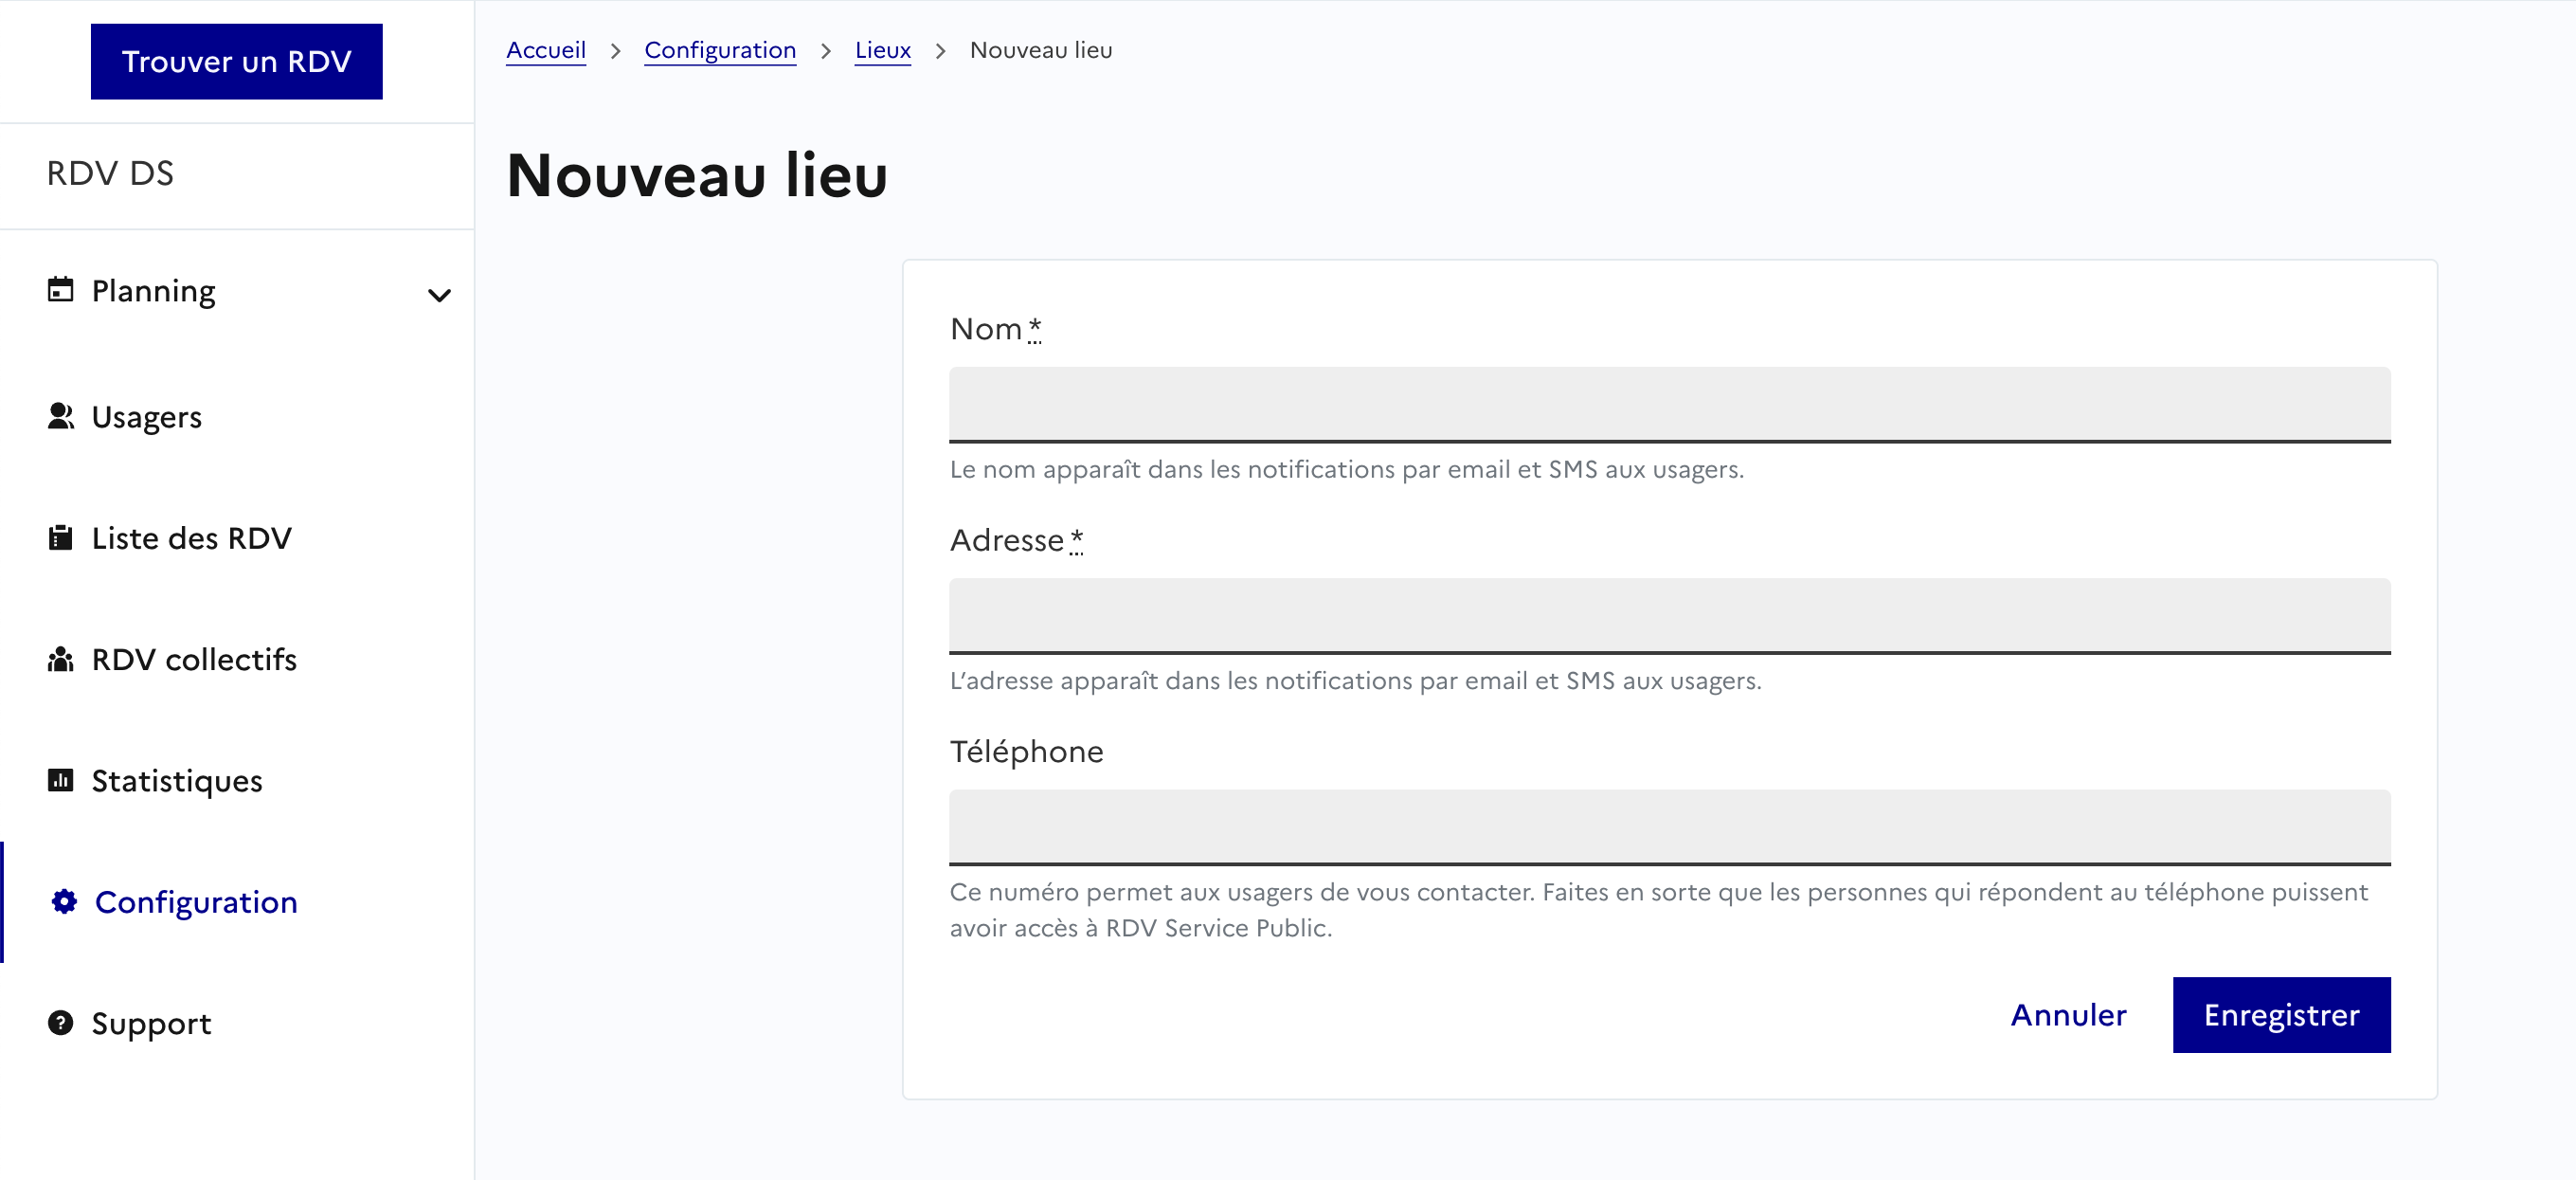 Trouver un RDV
RDV DS
Planning
Usagers
Liste des RDV
RDV collectifs
Statistiques
Configuration
Support
Accueil > Configuration > Lieux > Nouveau lieu
Nouveau lieu
Nom *
Le nom apparaît dans les notifications par email et SMS aux usagers.
Adresse *
L’adresse apparaît dans les notifications par email et SMS aux usagers.
Téléphone
Ce numéro permet aux usagers de vous contacter. Faites en sorte que les personnes qui répondent au téléphone puissent
avoir accès à RDV Service Public.
Annuler
Enregistrer